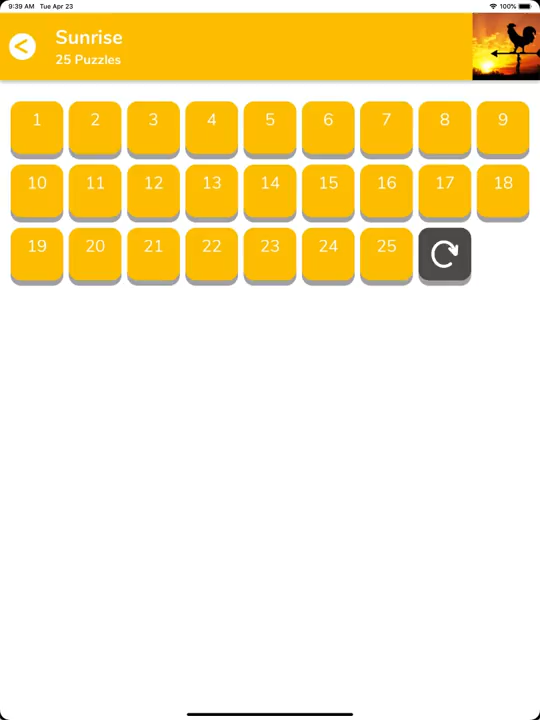 9:39 AM Tue Apr 23 100%
Sunrise
25 Puzzles
1 2 3 4 5 6 7 8 9
10 11 12 13 14 15 16 17 18
19 20 21 22 23 24 25